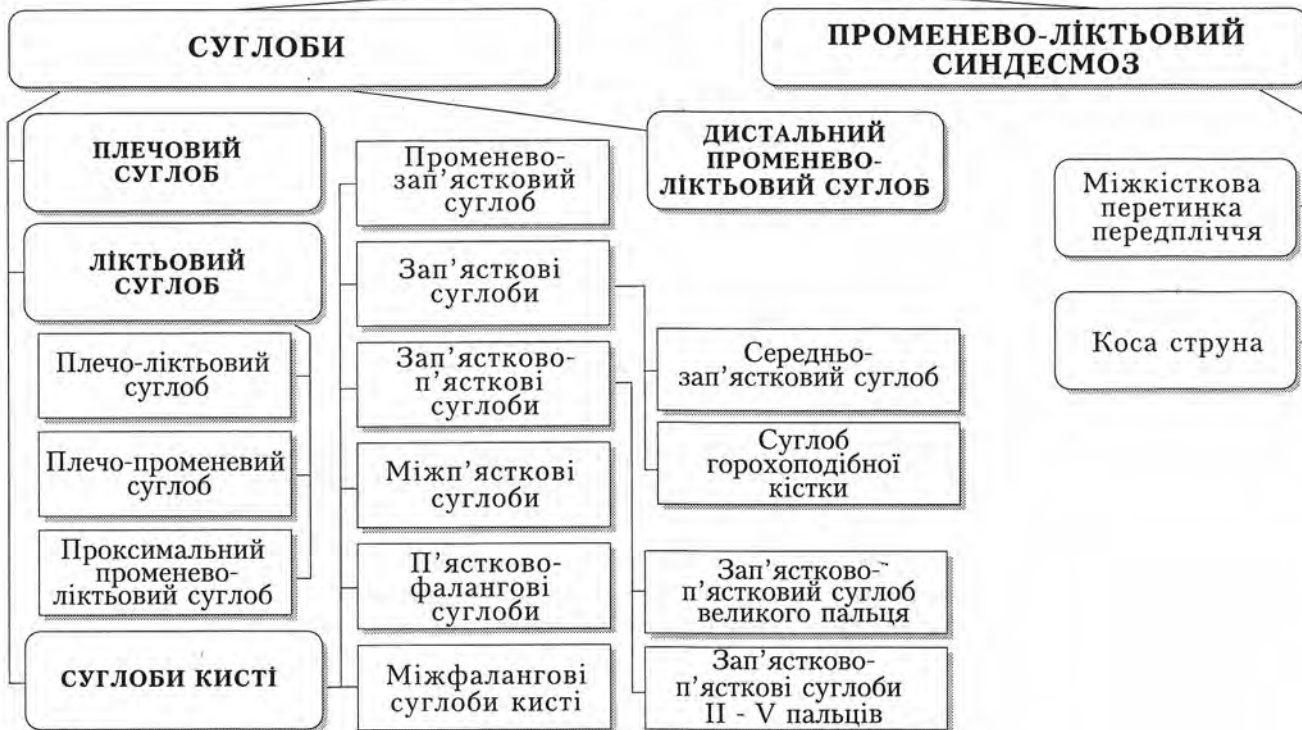 СУГЛОБИ
ПРОМЕНЕВО-ЛІКТЬОВИЙ
СИНДЕСМОЗ
ПЛЕЧОВИЙ
СУГЛОБ
ЛІКТЬОВИЙ
СУГЛОБ
Плечо-ліктьовий
суглоб
Плечо-променевий
суглоб
Проксимальний
променево-
ліктьовий суглоб
СУГЛОБИ КИСТІ
Променево-
зап'ястковий
суглоб
Зап'ясткові
суглоби
Зап'ястково-
п'ясткові
суглоби
Міжп'ясткові
суглоби
П'ястково-
фалангові
суглоби
Міжфалангові
суглоби кисті
ДИСТАЛЬНИЙ
ПРОМЕНЕВО-
ЛІКТЬОВИЙ СУГЛОБ
Середньо-
зап'ястковий суглоб
Суглоб
горохоподібної
кістки
Зап'ястково-
п'ястковий суглоб
великого пальця
Зап'ястково-
п'ясткові суглоби
II - V пальців
Міжкісткова
перетинка
передпліччя
Коса струна